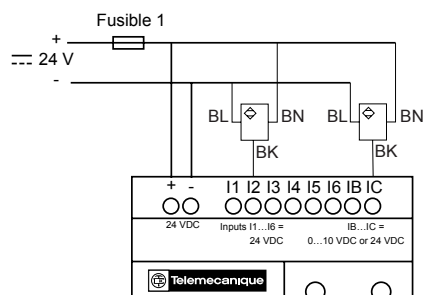 Fusible 1
+
24 V
-
BL BN BL BN
BK BK
+ - I1 I2 I3 I4 I5 I6 IB IC
24 VDC Inputs I1...I6 = IB...IC =
24 VDC 0...10 VDC or 24 VDC
Telemecanique